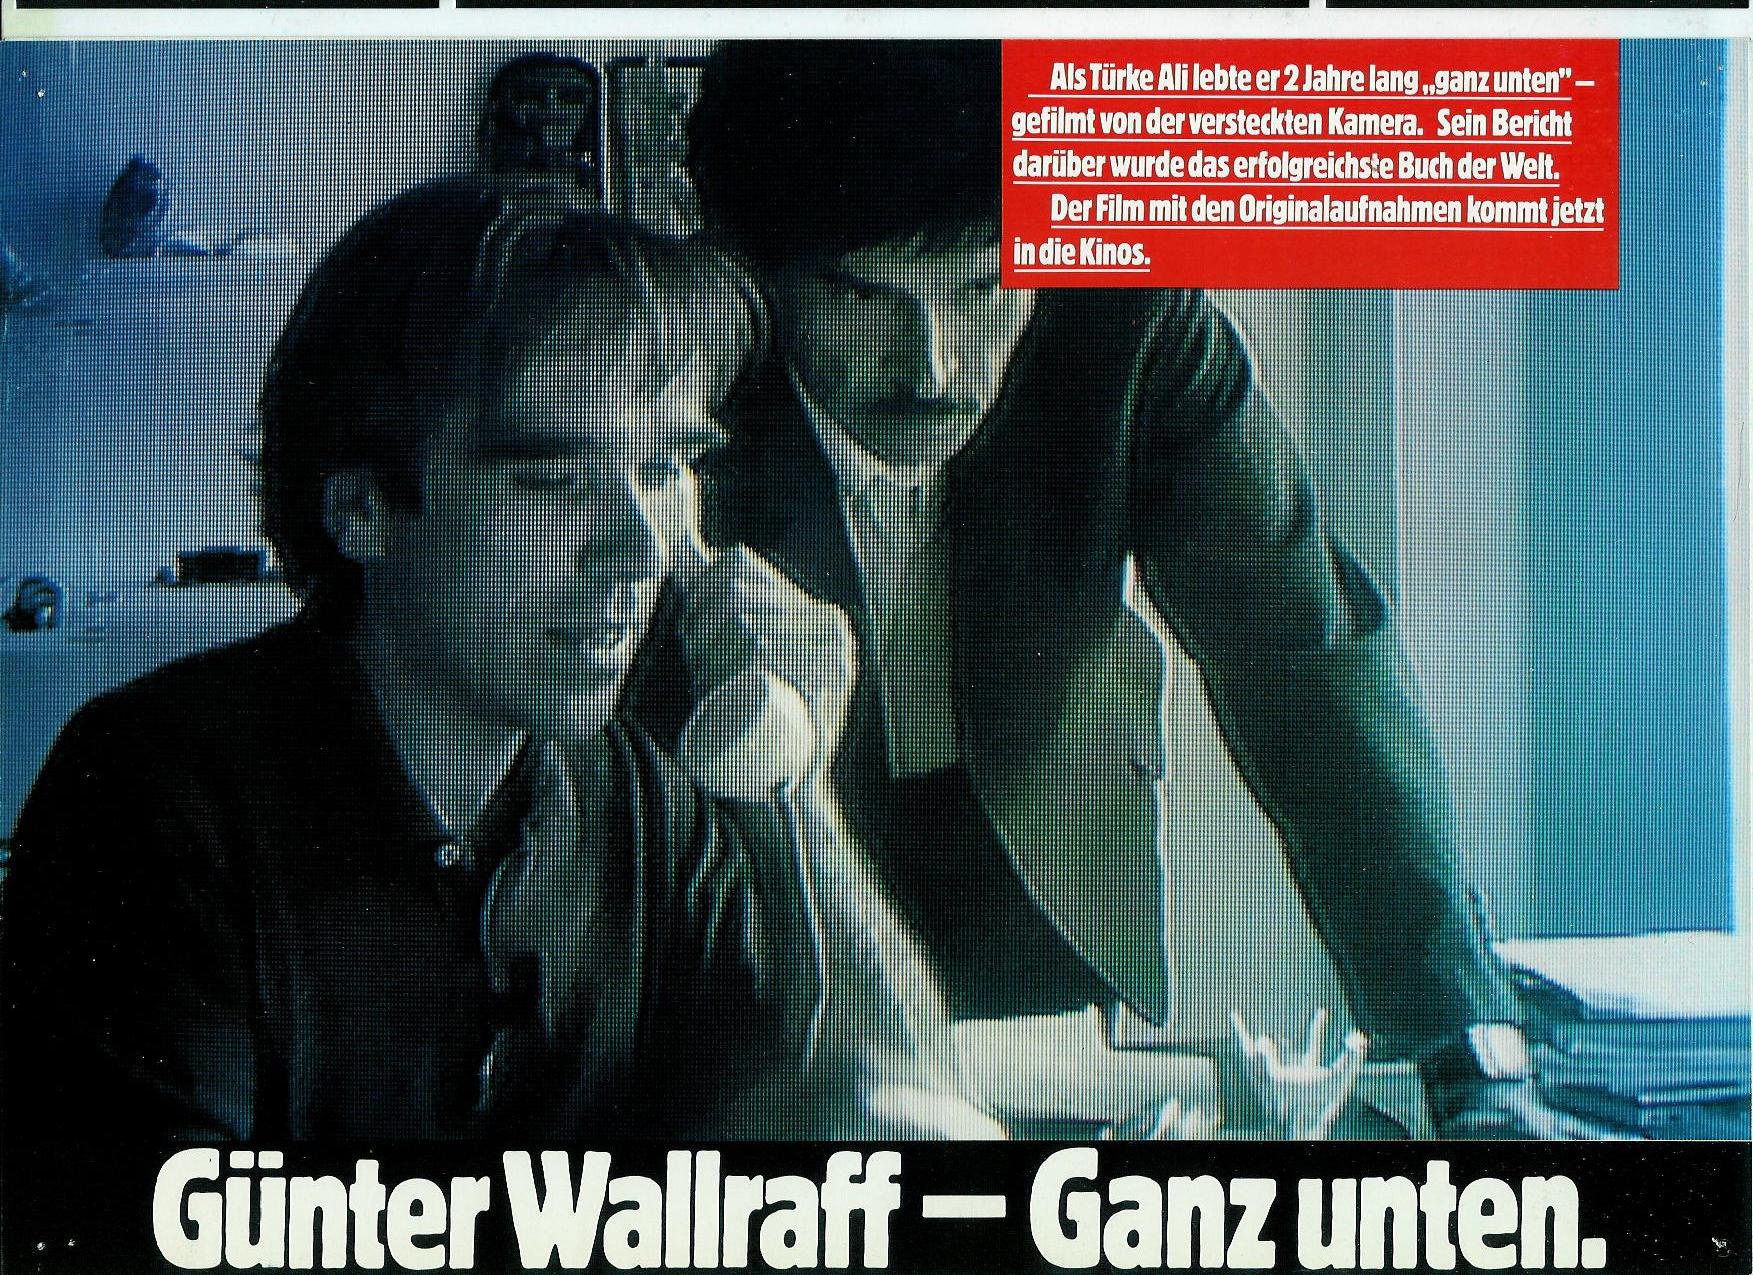 Als Türke Ali lebte er 2 Jahre lang „ganz unten” –
gefilmt von der versteckten Kamera. Sein Bericht
darüber wurde das erfolgreichste Buch der Welt.
Der Film mit den Originalaufnahmen kommt jetzt
in die Kinos.
Günter Wallraff – Ganz unten.